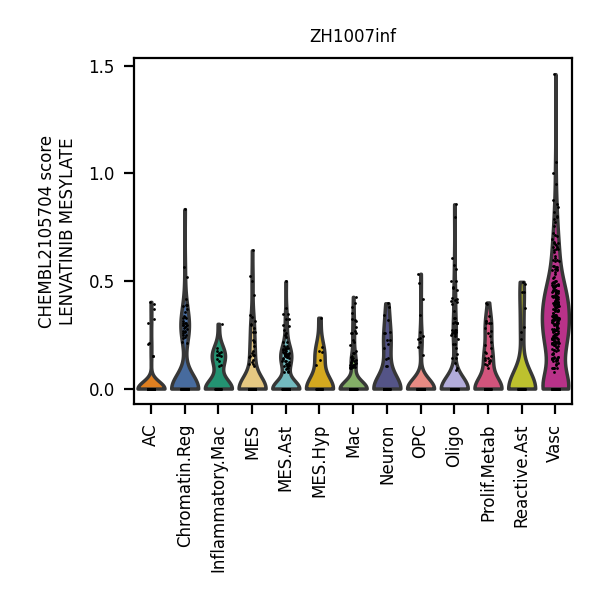 ZH1007inf
CHEMBL2105704 score
LENVATINIB MESYLATE
1.5
1.0
0.5
0.0
AC
Chromatin.Reg
Inflammatory.Mac
MES
MES.Ast
MES.Hyp
Mac
Neuron
OPC
Oligo
Prolif.Metab
Reactive.Ast
Vasc